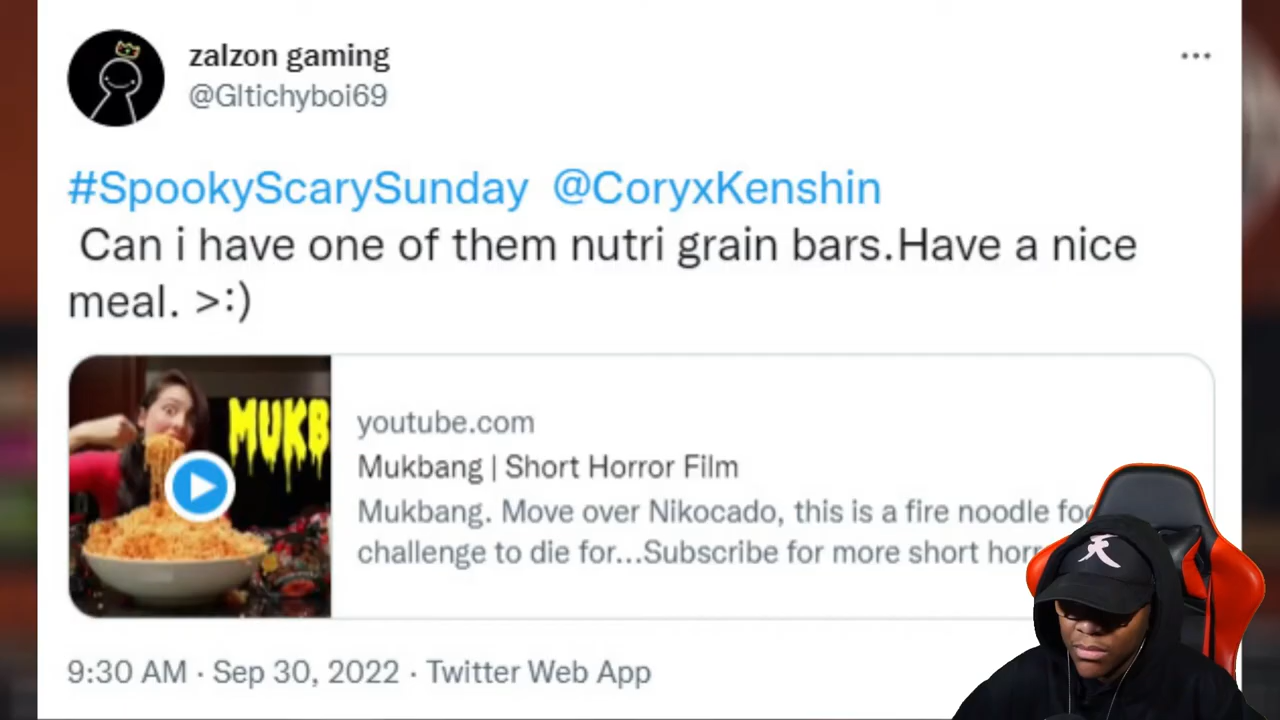 zalzon gaming
@Gltichyboi69
#SpookyScarySunday @CoryxKenshin
Can i have one of them nutri grain bars.Have a nice
meal. >:)
MUKB
youtube.com
Mukbang | Short Horror Film
Mukbang. Move over Nikocado, this is a fire noodle
challenge to die for...Subscribe for more short
9:30 AM · Sep 30, 2022 · Twitter Web App